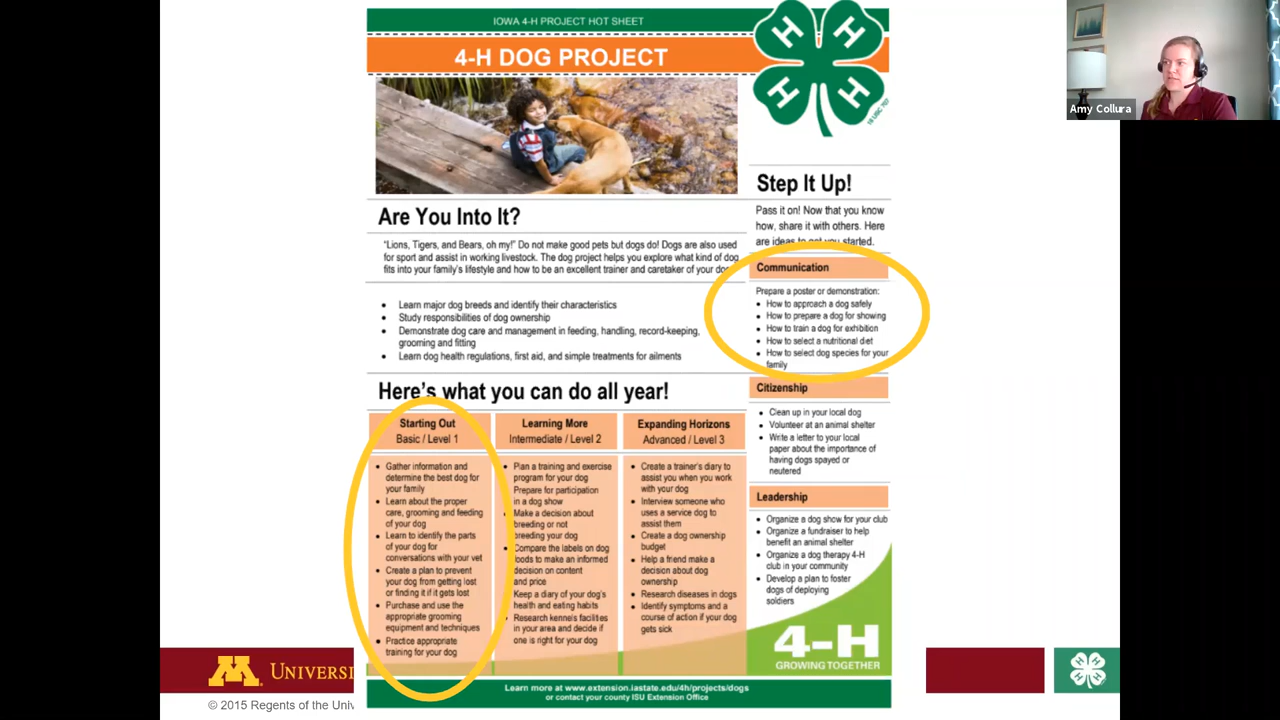 IOWA 4-H PROJECT HOT SHEET
4-H DOG PROJECT
H H
H H
18 USC 707
Amy Collura
Are You Into It?
"Lions, Tigers, and Bears, oh my!" Do not make good pets but dogs do! Dogs are also used
for sport and assist in working livestock. The dog project helps you explore what kind of dog
fits into your family's lifestyle and how to be an excellent trainer and caretaker of your dog
• Learn major dog breeds and identify their characteristics
• Study responsibilities of dog ownership
• Demonstrate dog care and management in feeding, handling, record-keeping,
grooming and fitting
• Learn dog health regulations, first aid, and simple treatments for ailments
Here's what you can do all year!
Starting Out
Basic / Level 1
• Gather information and
determine the best dog for
your family
• Learn about the proper
care, grooming and feeding
of your dog
• Learn to identify the parts
of your dog for
conversations with your vet
• Create a plan to prevent
your dog from getting lost
or finding it if it gets lost
• Purchase and use the
appropriate grooming
equipment and techniques
• Practice appropriate
training for your dog
Learning More
Intermediate / Level 2
• Plan a training and exercise
program for your dog
Prepare for participation
in a dog show
• Make a decision about
breeding or not
breeding your dog
• Compare the labels on dog
foods to make an informed
decision on content
and price
Keep a diary of your dog's
health and eating habits
• Research kennels facilities
in your area and decide if
one is right for your dog
Expanding Horizons
Advanced / Level 3
• Create a trainer's diary to
assist you when you work
with your dog
• Interview someone who
uses a service dog to
assist them
• Create a dog ownership
budget
• Help a friend make a
decision about dog
ownership
• Research diseases in dogs
• Identify symptoms and a
course of action if your dog
gets sick
Step It Up!
Pass it on! Now that you know
how, share it with others. Here
are ideas to get you started.
Communication
Prepare a poster or demonstration:
• How to approach a dog safely
• How to prepare a dog for showing
• How to train a dog for exhibition
• How to select a nutritional diet
• How to select dog species for your
family
Citizenship
• Clean up in your local dog
• Volunteer at an animal shelter
• Write a letter to your local
paper about the importance of
having dogs spayed or
neutered
Leadership
• Organize a dog show for your club
• Organize a fundraiser to help
benefit an animal shelter
• Organize a dog therapy 4-H
club in your community
• Develop a plan to foster
dogs of deploying
soldiers
4-H
GROWING TOGETHER
Learn more at www.extension.iastate.edu/4h/projects/dogs
or contact your county ISU Extension Office
M UNIVERSI
© 2015 Regents of the Univ
H H
H H